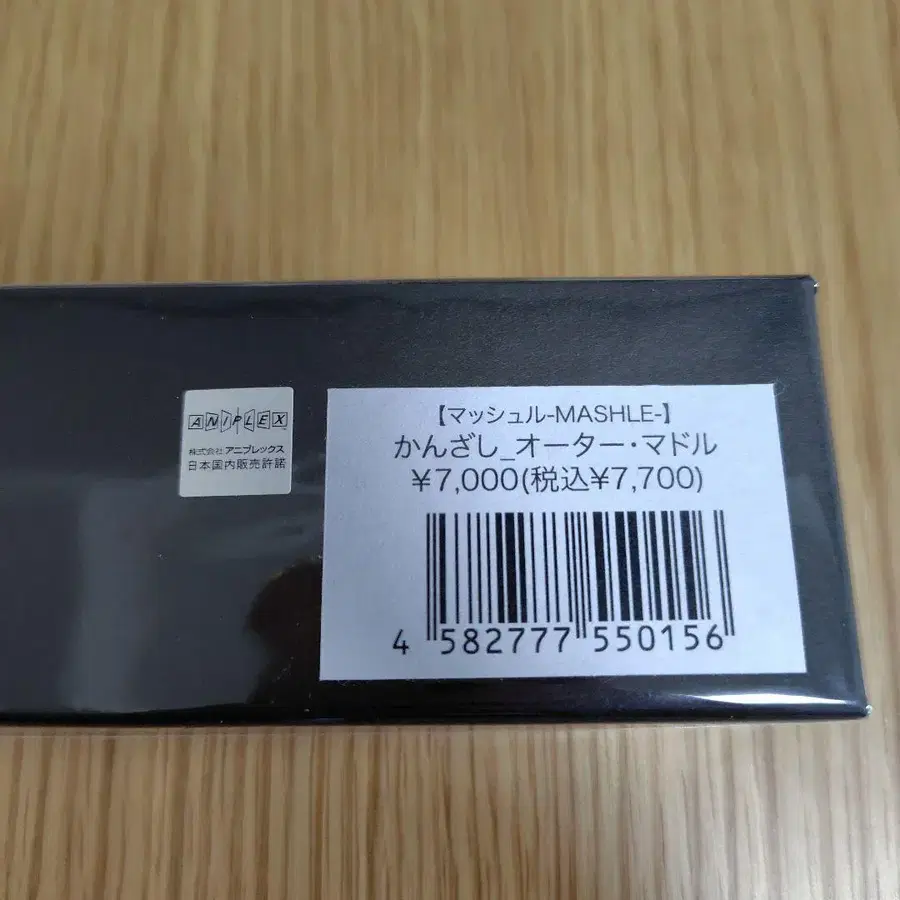 ANIPLEX
株式会社 アニプレックス
日本国内販売許諾
【マッシュル-MASHLE-】
かんざし_オーター・マドル
¥7,000(税込¥7,700)
4 582777 550156